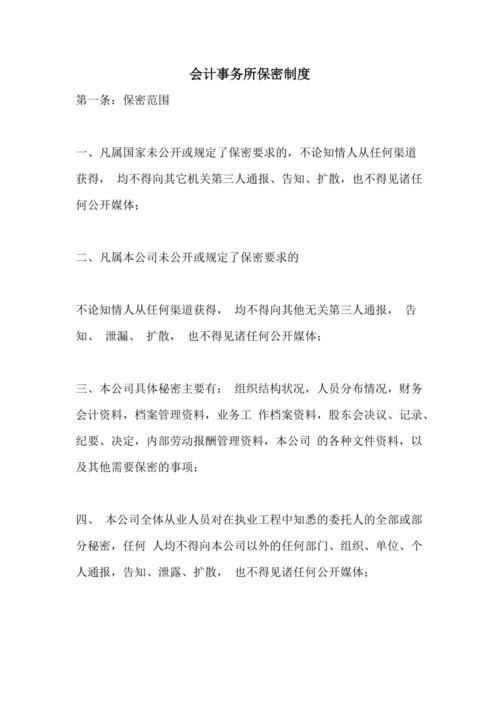 会计事务所保密制度
第一条：保密范围
一、凡属国家未公开或规定了保密要求的，不论知情人从任何渠道
获得， 均不得向其它机关第三人通报、告知、扩散，也不得见诸任
何公开媒体；
二、凡属本公司未公开或规定了保密要求的
不论知情人从任何渠道获得， 均不得向其他无关第三人通报， 告
知、 泄漏、 扩散， 也不得见诸任何公开媒体；
三、本公司具体秘密主要有： 组织结构状况，人员分布情况，财务
会计资料，档案管理资料，业务工 作档案资料，股东会决议、记录、
纪要、决定，内部劳动报酬管理资料，本公司 的各种文件资料，以
及其他需要保密的事项；
四、 本公司全体从业人员对在执业工程中知悉的委托人的全部或部
分秘密，任何 人均不得向本公司以外的任何部门、组织、单位、个
人通报，告知、泄露、扩散， 也不得见诸任何公开媒体；